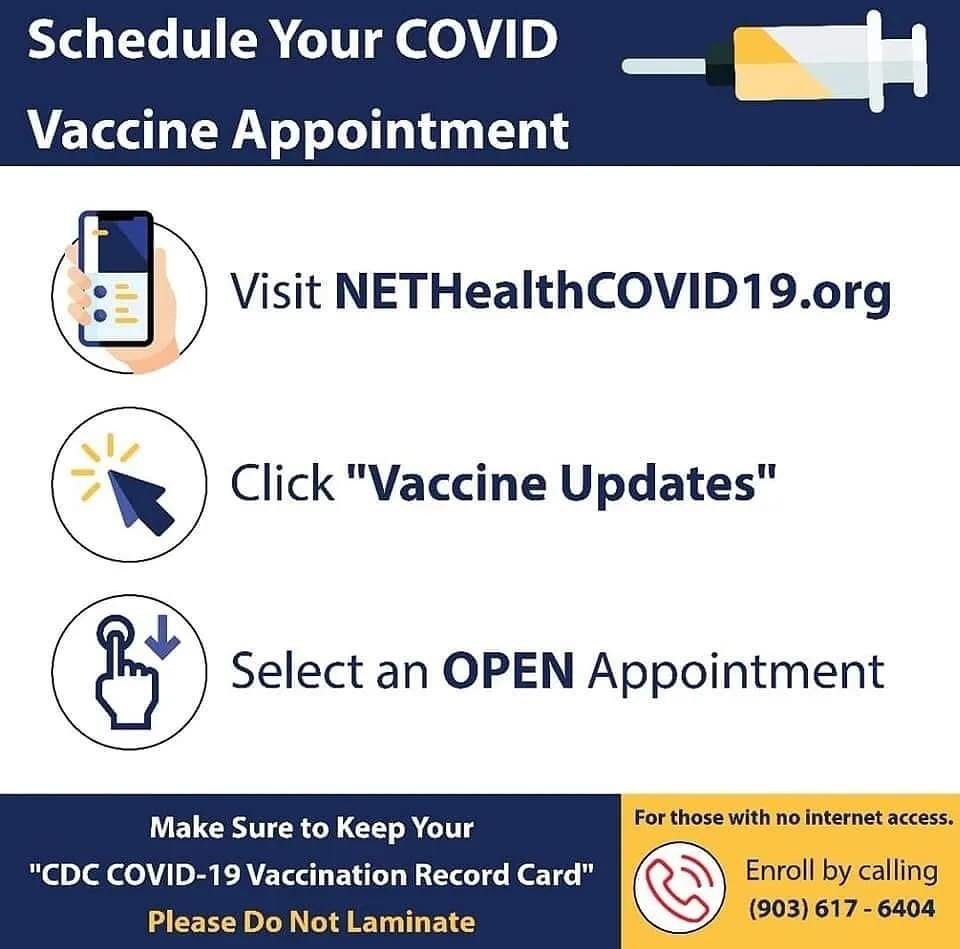 Schedule Your COVID
Vaccine Appointment
Visit NETHealthCOVID19.org
Click "Vaccine Updates"
Select an OPEN Appointment
Make Sure to Keep Your
"CDC COVID-19 Vaccination Record Card"
Please Do Not Laminate
For those with no internet access.
Enroll by calling
(903) 617 - 6404